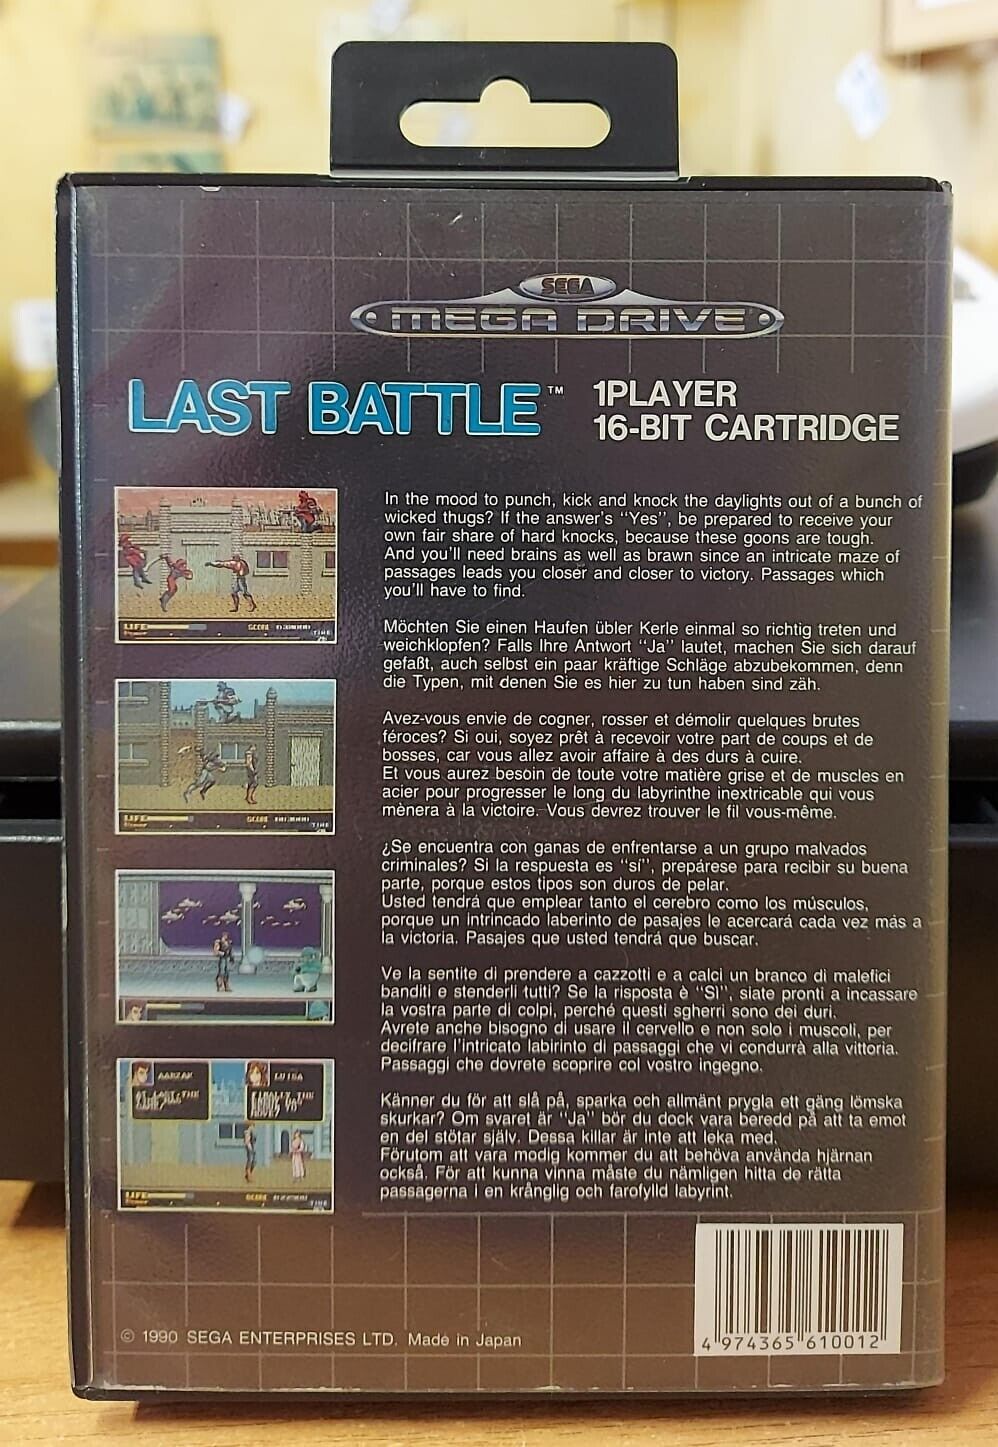 SEGA
MEGA DRIVE
LAST BATTLE™
1PLAYER
16-BIT CARTRIDGE
In the mood to punch, kick and knock the daylights out of a bunch of
wicked thugs? If the answer's "Yes", be prepared to receive your
own fair share of hard knocks, because these goons are tough.
And you'll need brains as well as brawn since an intricate maze of
passages leads you closer and closer to victory. Passages which
you'll have to find.
Möchten Sie einen Haufen übler Kerle einmal so richtig treten und
weichklopfen? Falls Ihre Antwort "Ja" lautet, machen Sie sich darauf
gefaßt, auch selbst ein paar kräftige Schläge abzubekommen, denn
die Typen, mit denen Sie es hier zu tun haben sind zäh.
Avez-vous envie de cogner, rosser et démolir quelques brutes
féroces? Si oui, soyez prêt à recevoir votre part de coups et de
bosses, car vous allez avoir affaire à des durs à cuire.
Et vous aurez besoin de toute votre matière grise et de muscles en
acier pour progresser le long du labyrinthe inextricable qui vous
mènera à la victoire. Vous devrez trouver le fil vous-même.
¿Se encuentra con ganas de enfrentarse a un grupo malvados
criminales? Si la respuesta es "sí", prepárese para recibir su buena
parte, porque estos tipos son duros de pelar.
Usted tendrá que emplear tanto el cerebro como los músculos,
porque un intrincado laberinto de pasajes le acercará cada vez más a
la victoria. Pasajes que usted tendrá que buscar.
Ve la sentite di prendere a cazzotti e a calci un branco di malefici
banditi e stenderli tutti? Se la risposta è "Sì", siate pronti a incassare
la vostra parte di colpi, perché questi sgherri sono dei duri.
Avrete anche bisogno di usare il cervello e non solo i muscoli, per
decifrare l'intricato labirinto di passaggi che vi condurrà alla vittoria.
Passaggi che dovrete scoprire col vostro ingegno.
Känner du för att slå på, sparka och allmänt prygla ett gäng lömska
skurkar? Om svaret är "Ja" bör du dock vara beredd på att ta emot
en del stötar själv. Dessa killar är inte att leka med.
Förutom att vara modig kommer du att behöva använda hjärnan
också. För att kunna vinna måste du nämligen hitta de rätta
passagerna i en krånglig och farofylld labyrint.
LIFE
Power
SCORE
TIME
LIFE
Power
SCORE
TIME
AARZAK
LUISA
LIFE
Power
SCORE
TIME
© 1990 SEGA ENTERPRISES LTD. Made in Japan
4 974365 610012